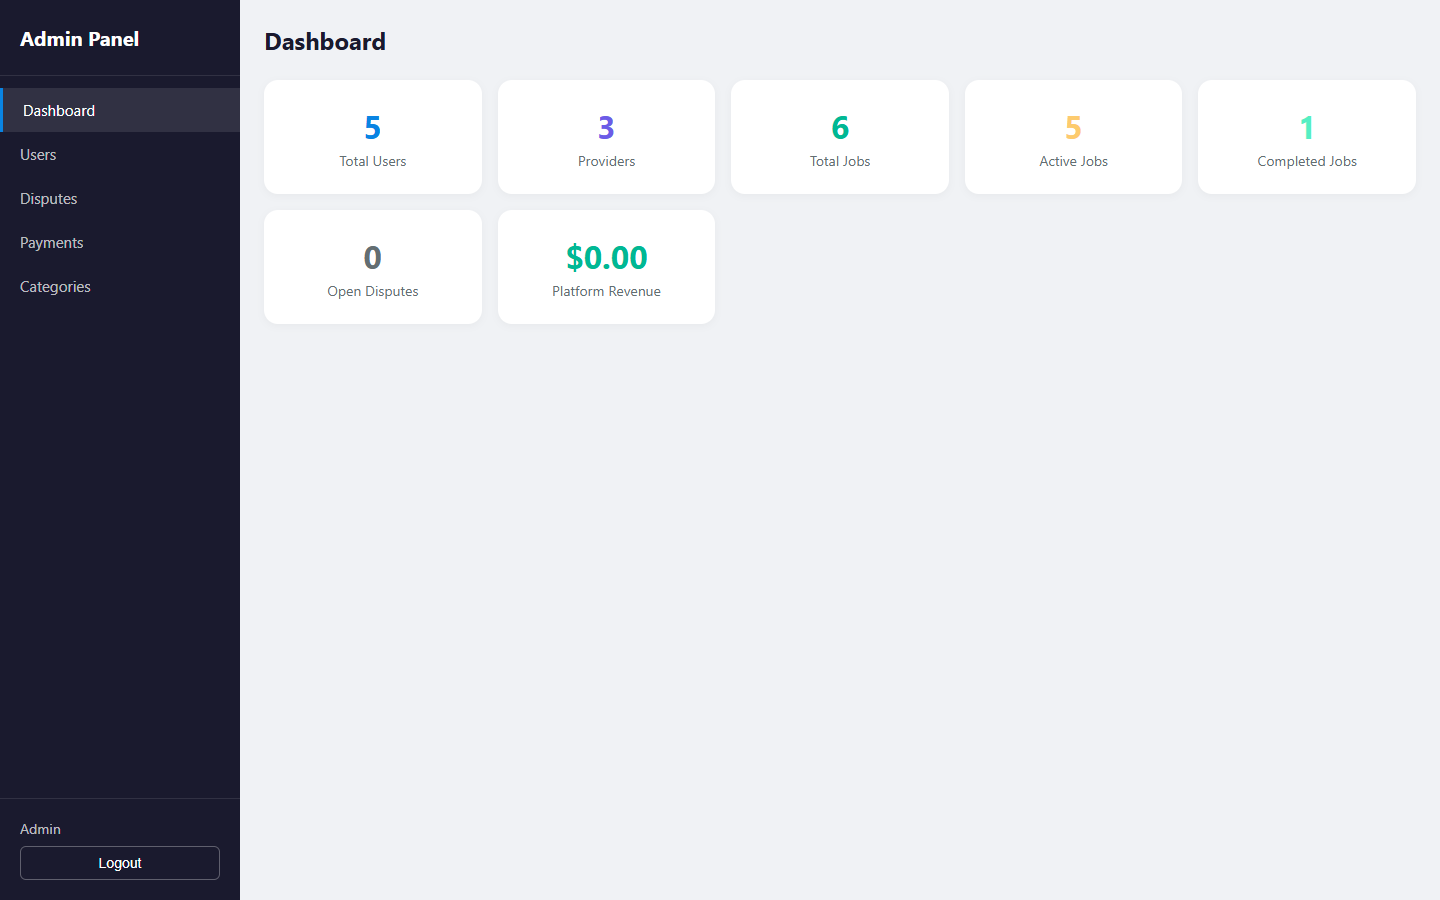 Admin Panel
Dashboard
Users
Disputes
Payments
Categories
Admin
Logout
Dashboard
5
Total Users
3
Providers
6
Total Jobs
5
Active Jobs
1
Completed Jobs
0
Open Disputes
$0.00
Platform Revenue